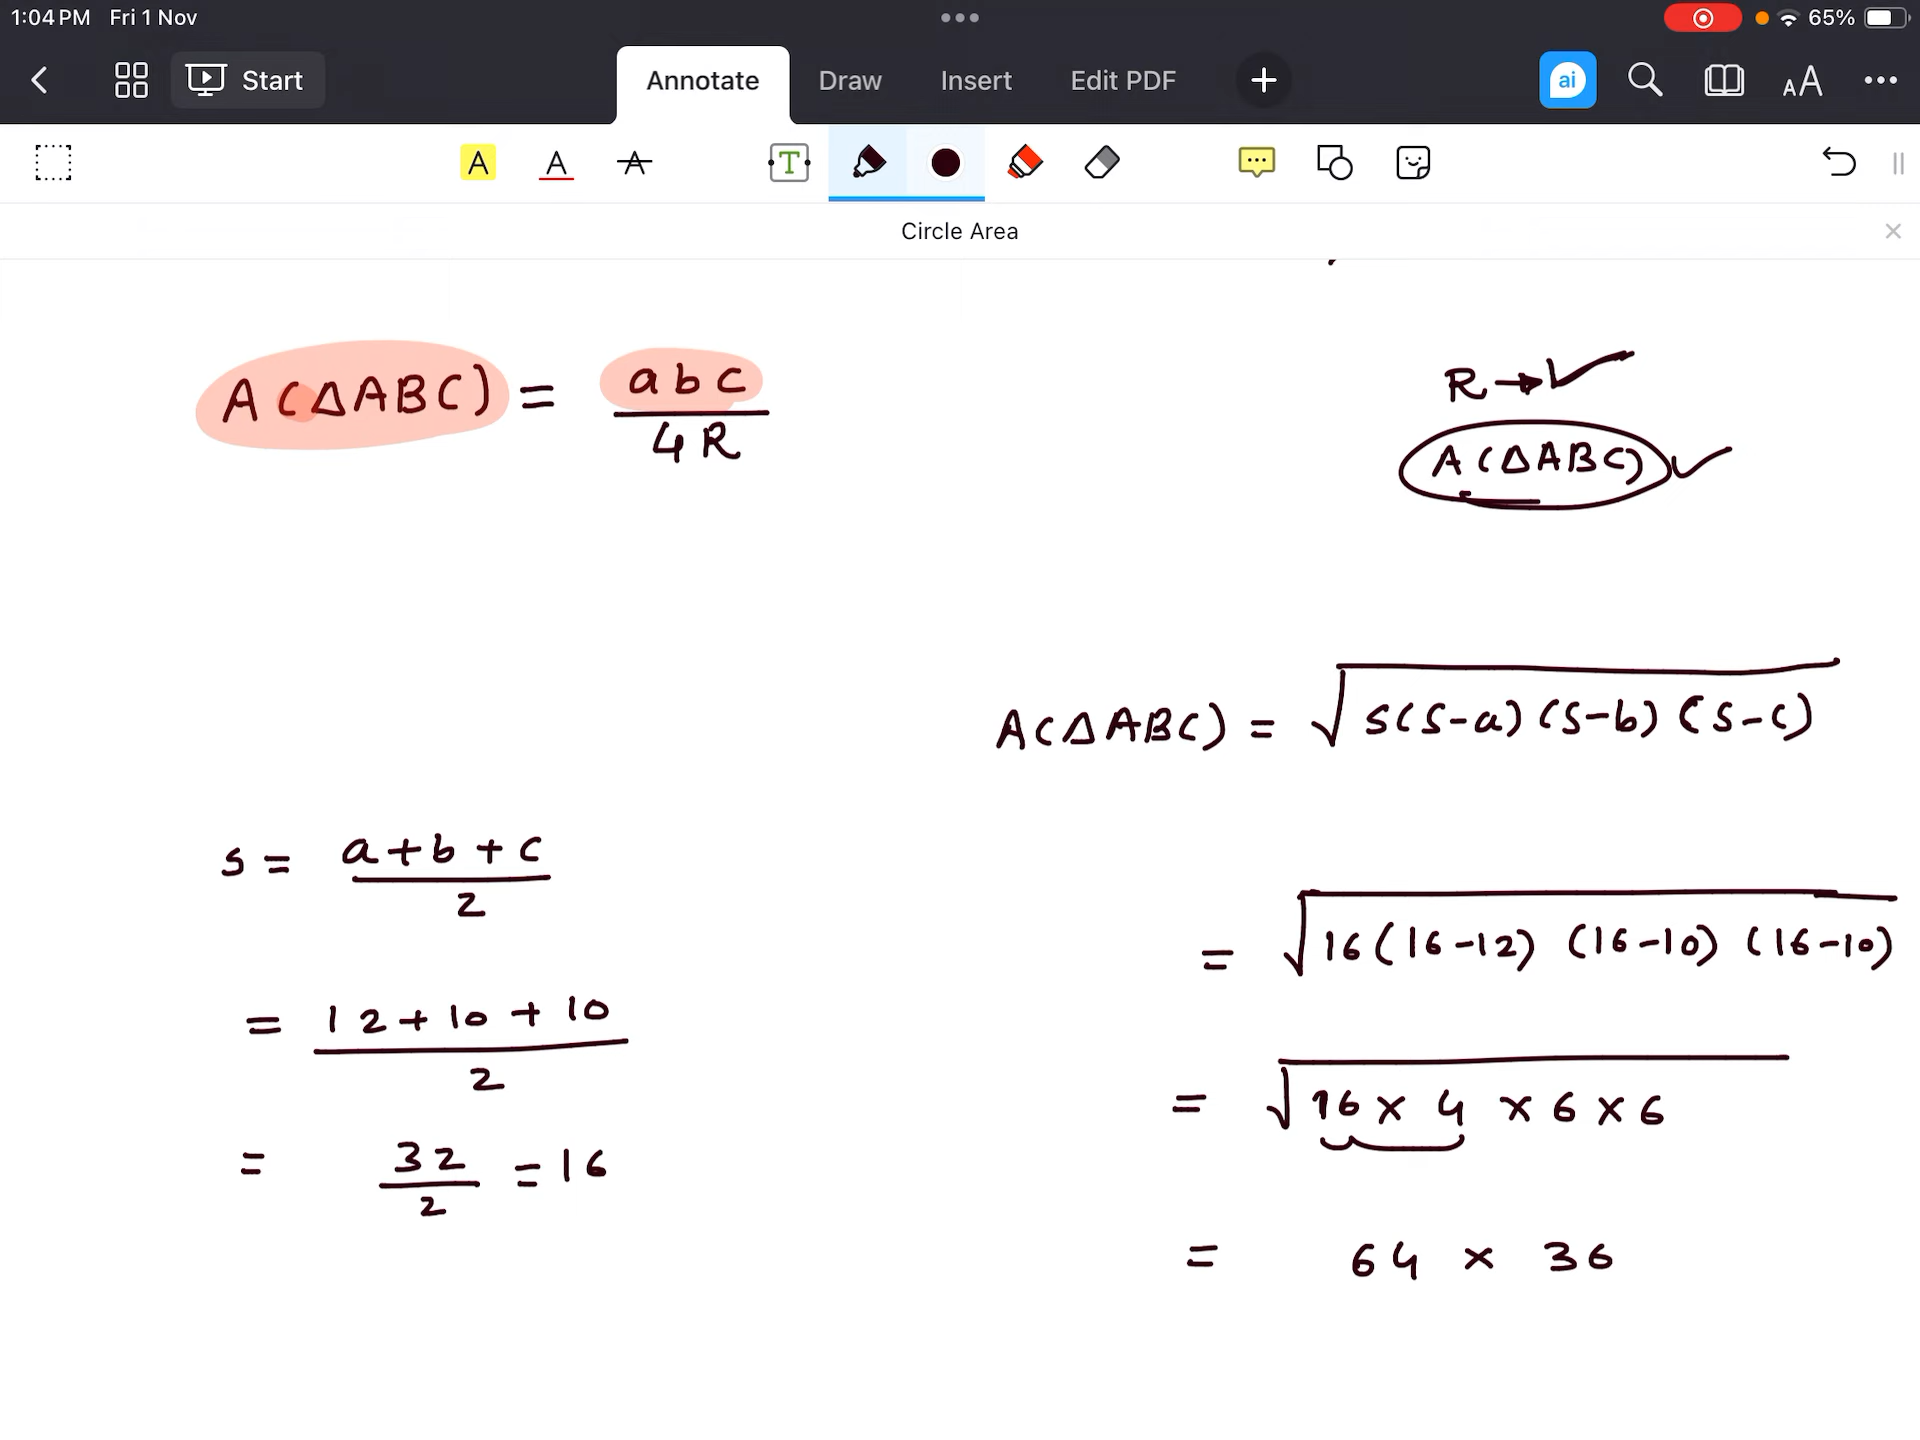 1:04 PM Fri 1 Nov 65%
Start Annotate Draw Insert Edit PDF + ai AA
A A A T
Circle Area
A(ΔABC) = abc / 4R
R → ✓
A(ΔABC) ✓
A(ΔABC) = √s(s-a)(s-b)(s-c)
s = a+b+c / 2
= √16(16-12)(16-10)(16-10)
= 12+10+10 / 2
= √16 × 4 × 6 × 6
= 32/2 = 16
= 64 × 36